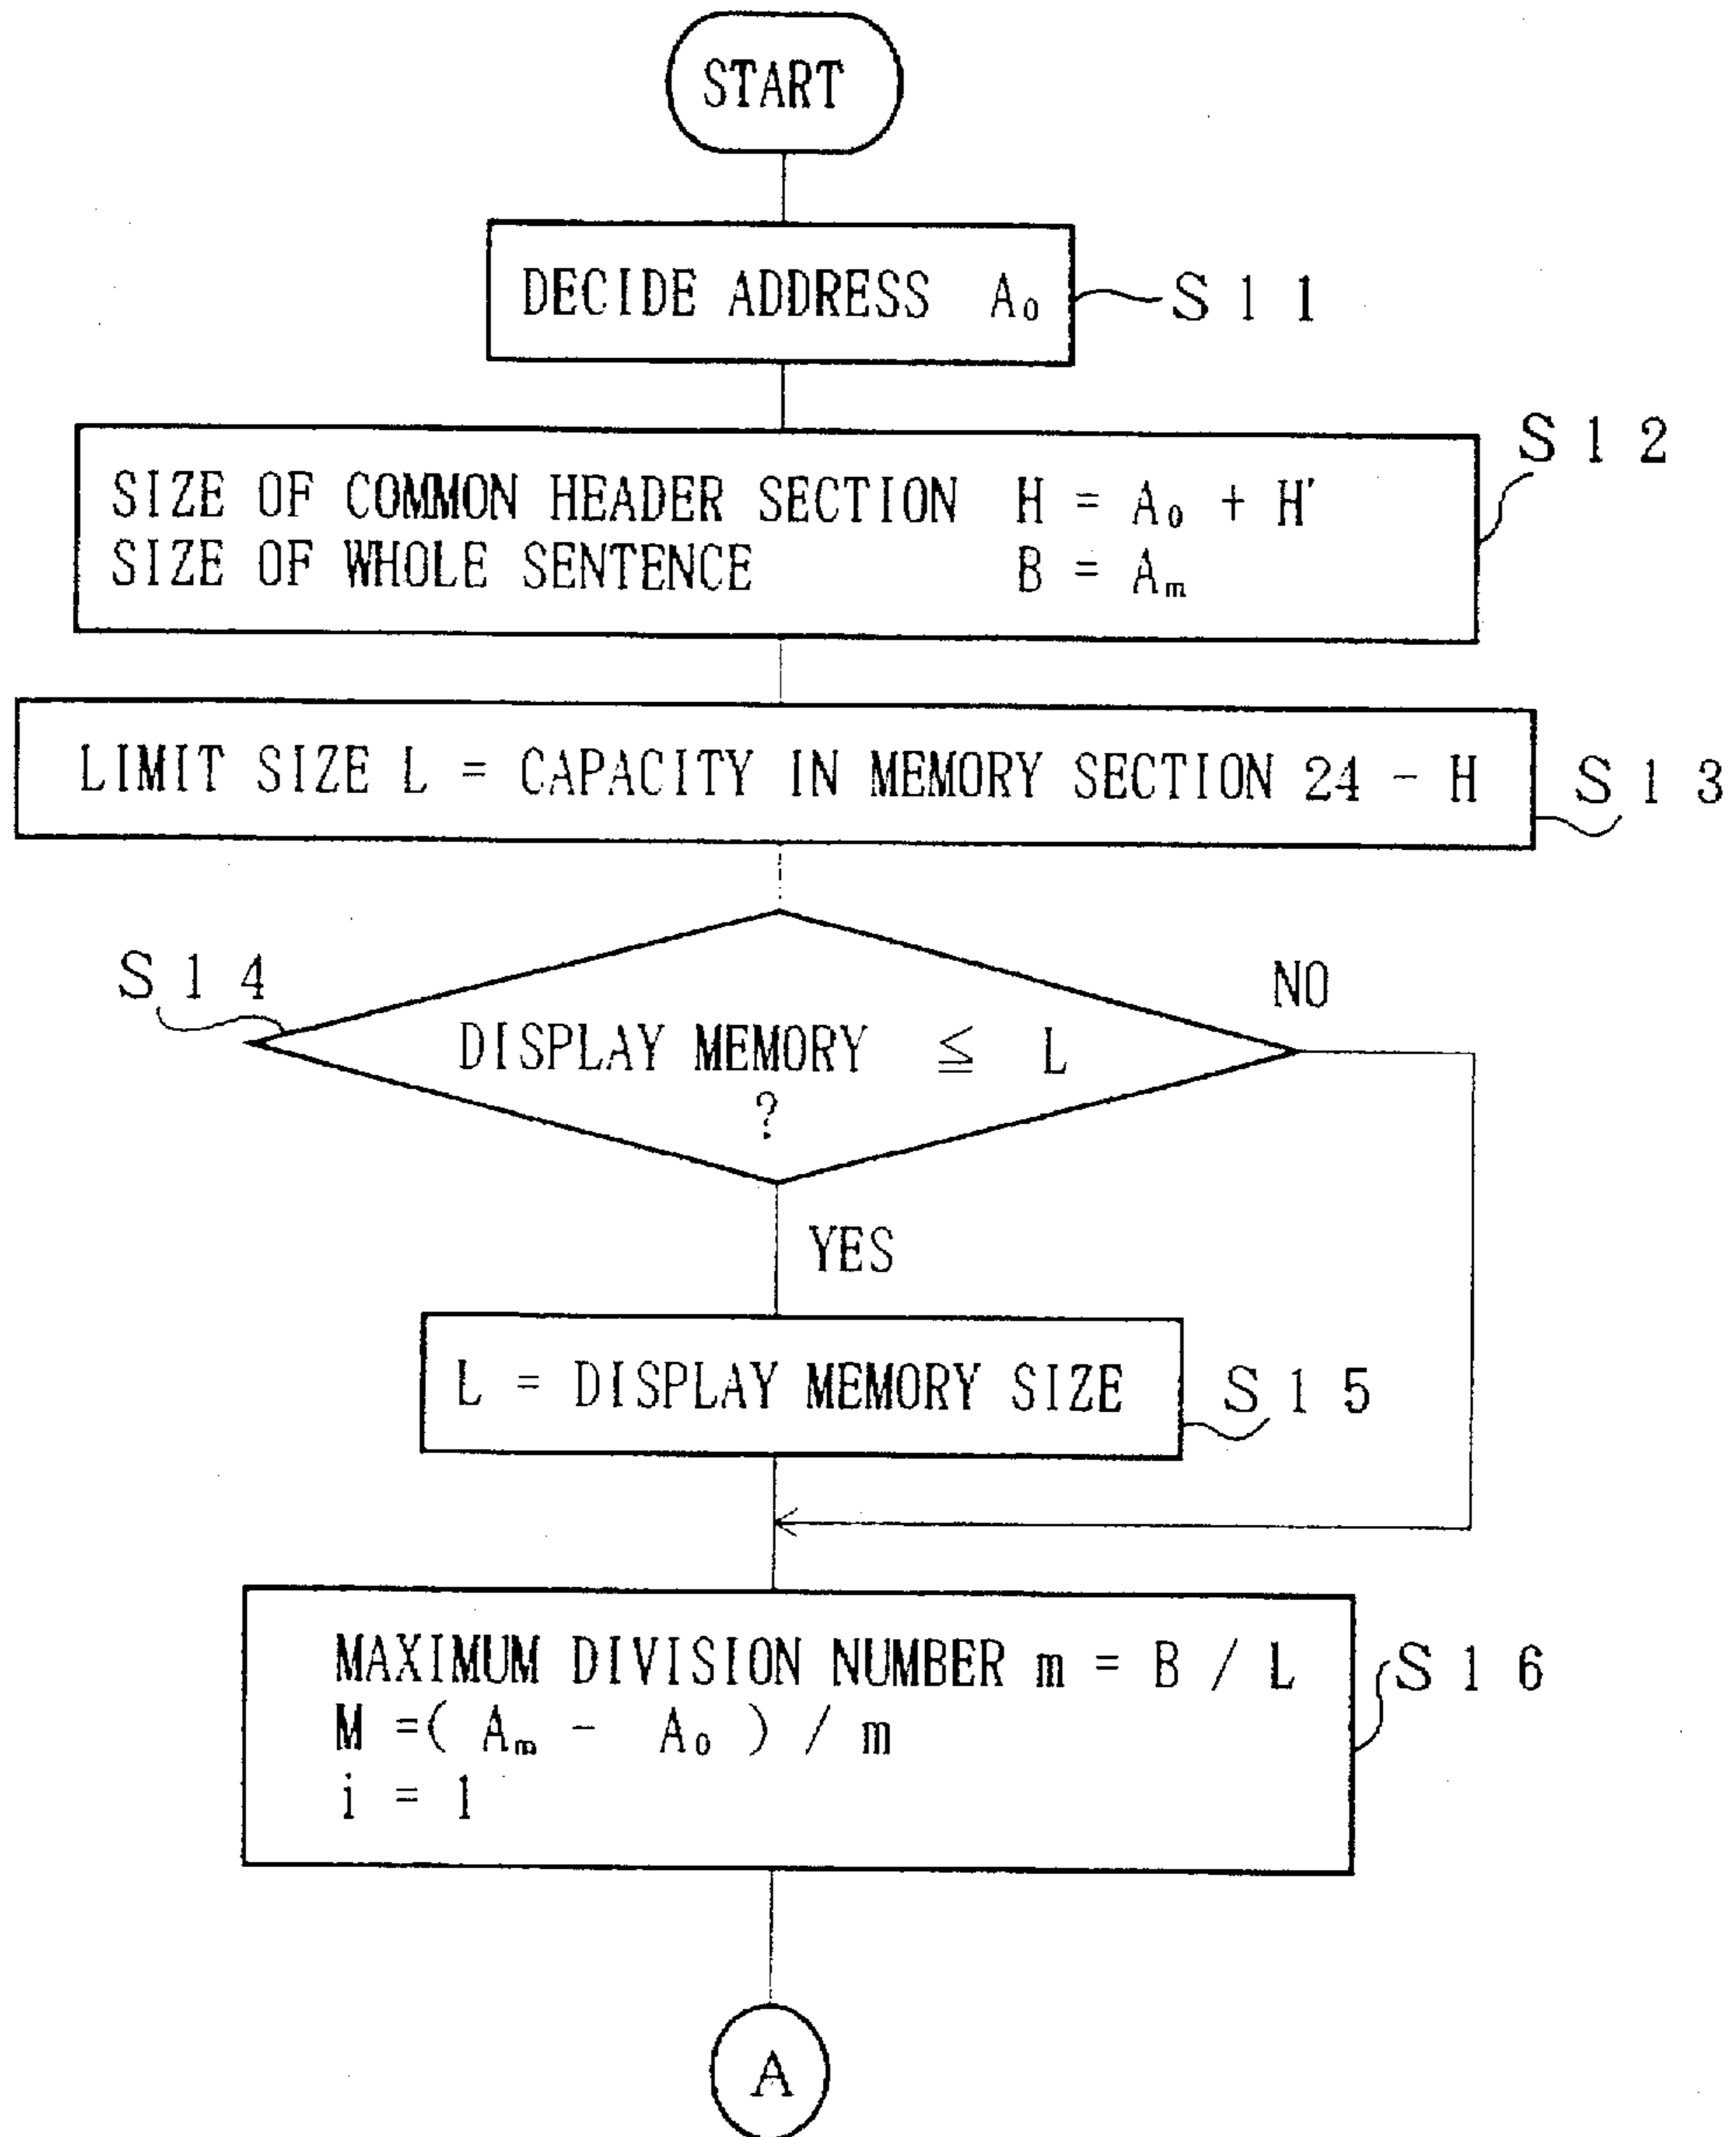 START
DECIDE ADDRESS A₀
S11
S12
SIZE OF COMMON HEADER SECTION H = A₀ + H'
SIZE OF WHOLE SENTENCE B = Aₘ
LIMIT SIZE L = CAPACITY IN MEMORY SECTION 24 - H
S13
S14
NO
DISPLAY MEMORY ≦ L
?
YES
L = DISPLAY MEMORY SIZE
S15
MAXIMUM DIVISION NUMBER m = B / L
S16
M =( Aₘ - A₀ ) / m
i = 1
A